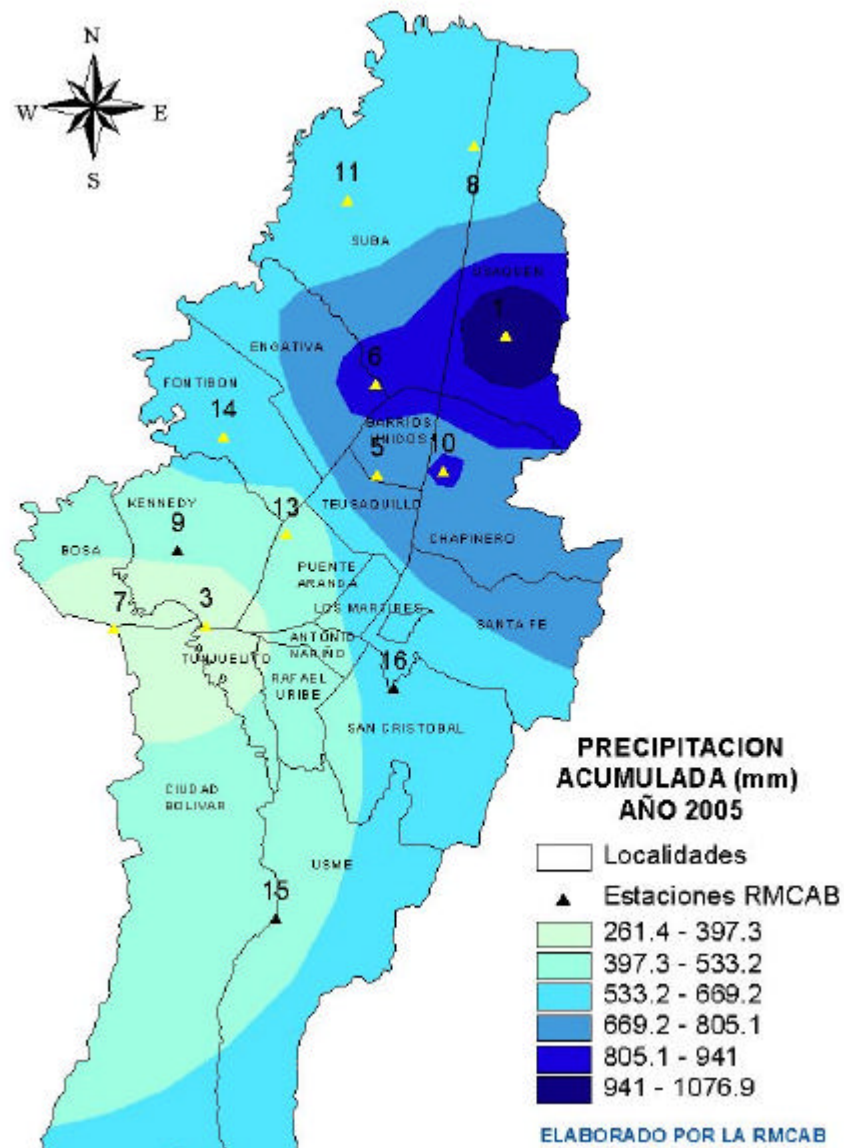 N
W E
S
11
8
SUBA
USAQUEN
1
ENGATIVA
6
FONTIBON
14
BARRIOS
UNIDOS
5
10
TEUSAQUILLO
KENNEDY
13
9
CHAPINERO
BOSA
PUENTE
ARANDA
7
3
LOS MARTIRES
SANTA FE
ANTONIO
NARIÑO
TUNJUELITO
16
RAFAEL
URIBE
SAN CRISTOBAL
CIUDAD
BOLIVAR
USME
15
PRECIPITACION
ACUMULADA (mm)
AÑO 2005
Localidades
Estaciones RMCAB
261.4 - 397.3
397.3 - 533.2
533.2 - 669.2
669.2 - 805.1
805.1 - 941
941 - 1076.9
ELABORADO POR LA RMCAB